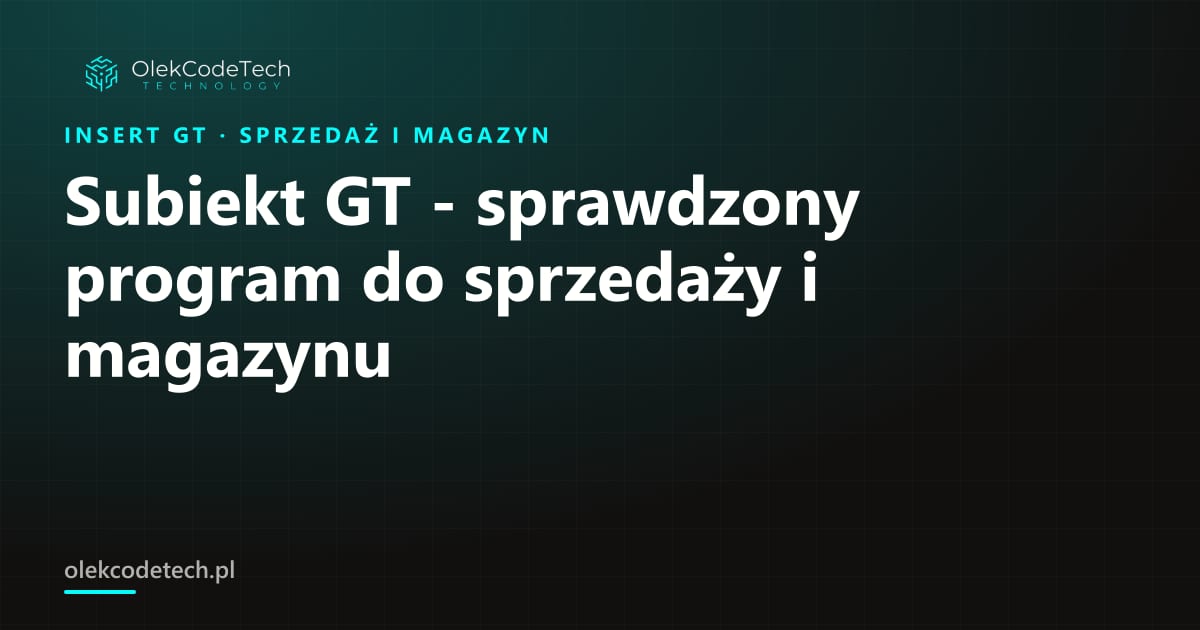 OlekCodeTech
TECHNOLOGY
INSERT GT · SPRZEDAŻ I MAGAZYN
Subiekt GT - sprawdzony
program do sprzedaży i
magazynu
olekcodetech.pl